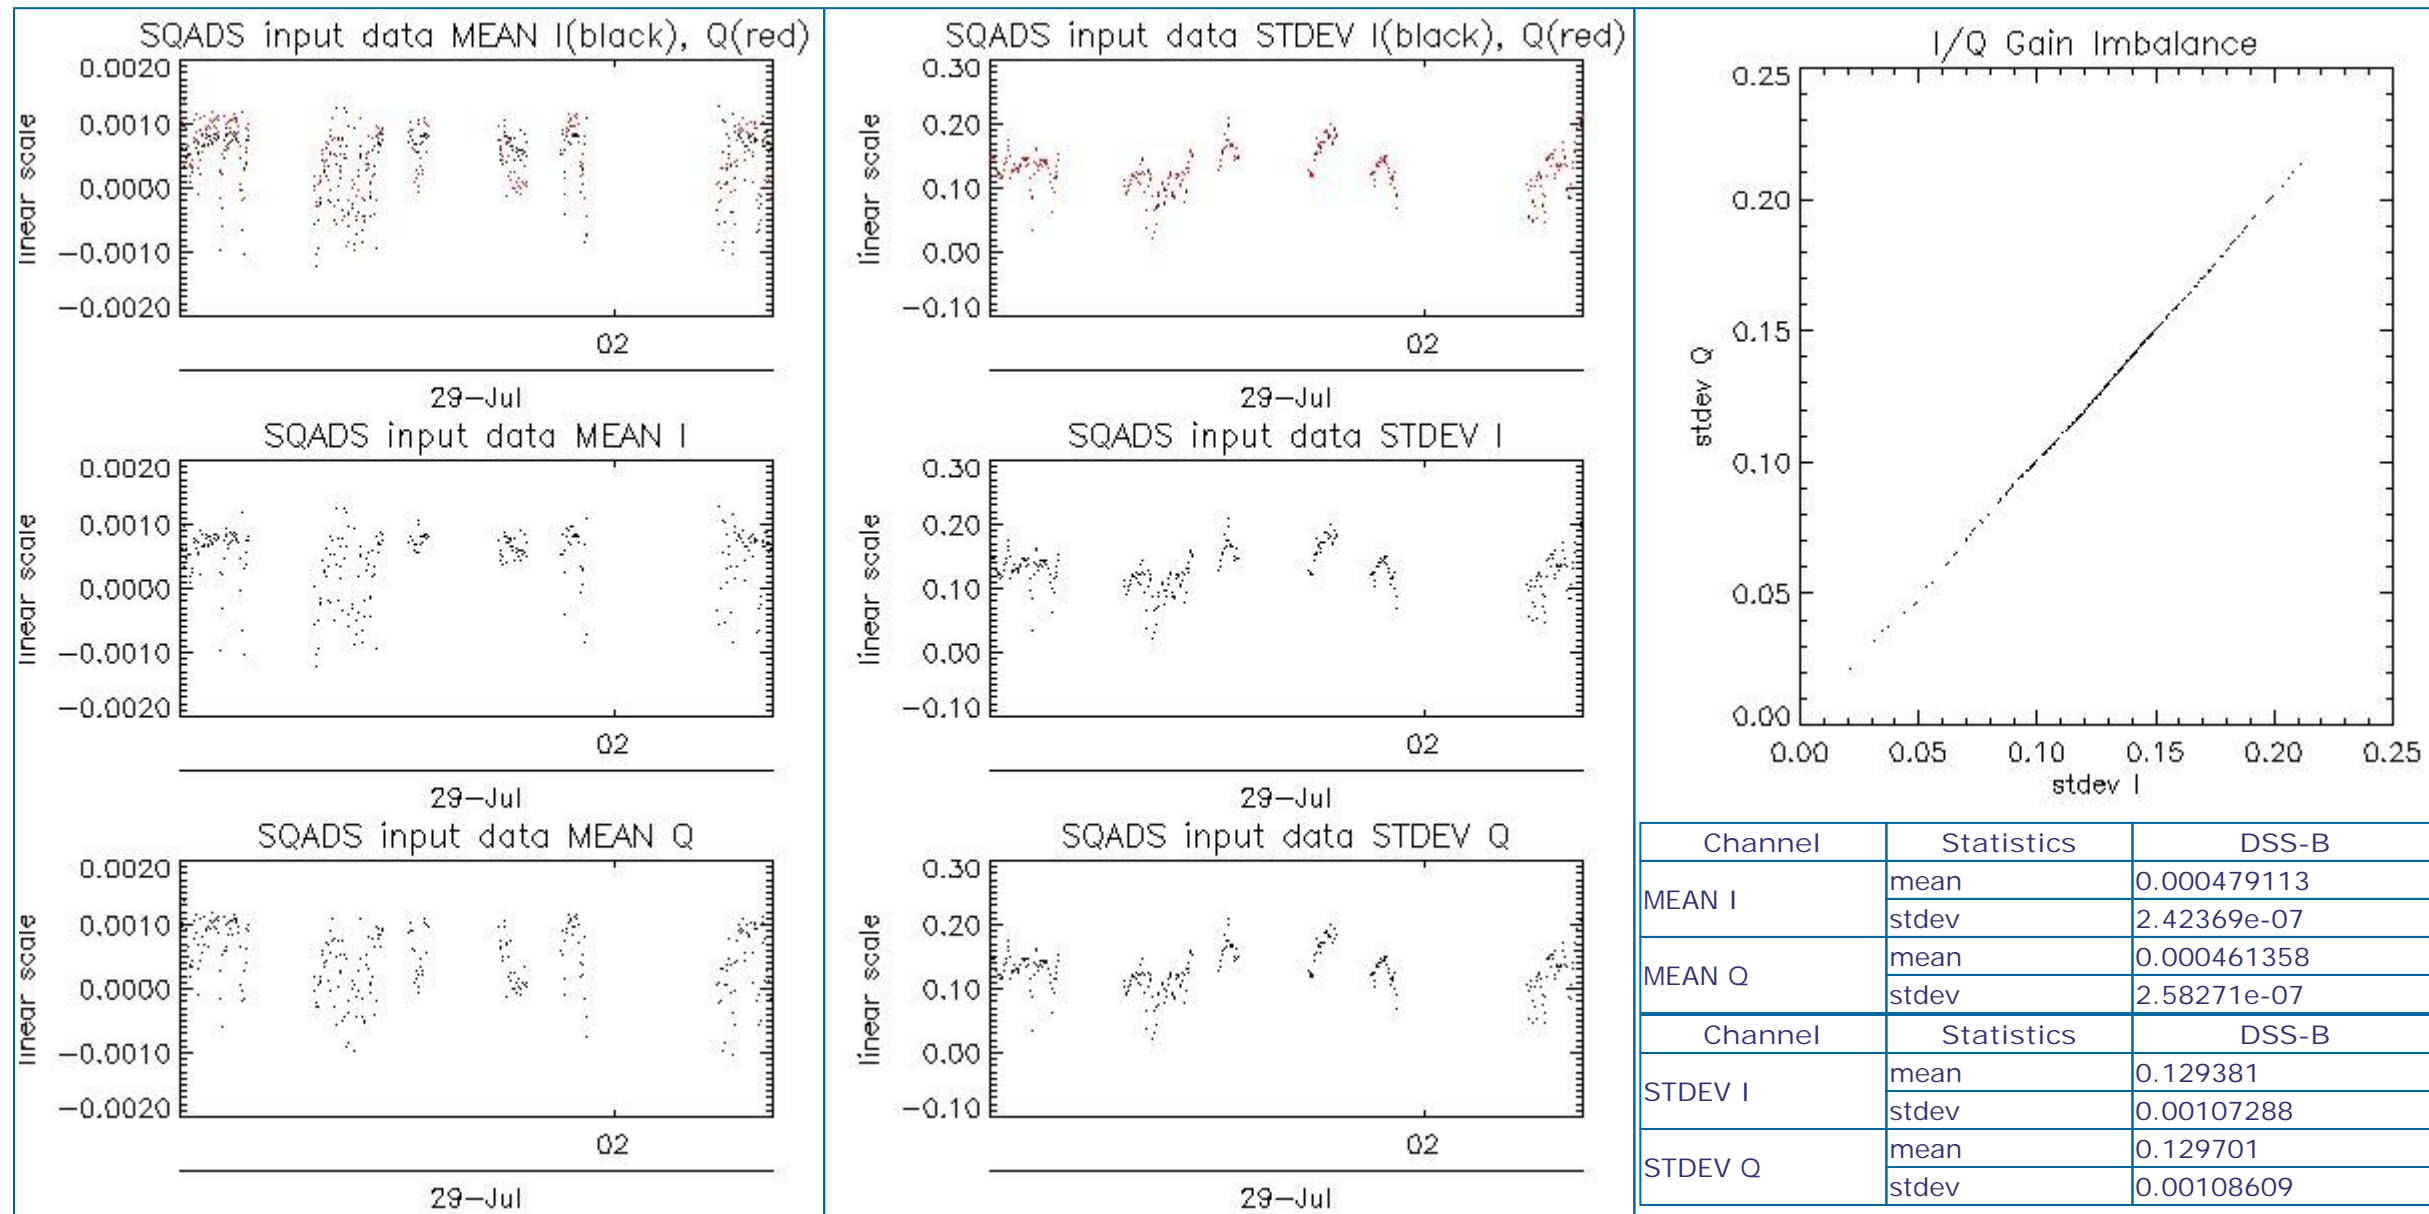 SQADS input data MEAN I(black), Q(red)
0.0020
0.0010
0.0000
−0.0010
−0.0020
linear scale
02
29−Jul
SQADS input data MEAN I
0.0020
0.0010
0.0000
−0.0010
−0.0020
linear scale
02
29−Jul
SQADS input data MEAN Q
0.0020
0.0010
0.0000
−0.0010
−0.0020
linear scale
02
29−Jul
SQADS input data STDEV I(black), Q(red)
0.30
0.20
0.10
0.00
−0.10
linear scale
02
29−Jul
SQADS input data STDEV I
0.30
0.20
0.10
0.00
−0.10
linear scale
02
29−Jul
SQADS input data STDEV Q
0.30
0.20
0.10
0.00
−0.10
linear scale
02
29−Jul
I/Q Gain Imbalance
0.25
0.20
0.15
0.10
0.05
0.00
stdev Q
0.00 0.05 0.10 0.15 0.20 0.25
stdev I
Channel Statistics DSS-B
MEAN I mean 0.000479113
stdev 2.42369e-07
MEAN Q mean 0.000461358
stdev 2.58271e-07
Channel Statistics DSS-B
STDEV I mean 0.129381
stdev 0.00107288
STDEV Q mean 0.129701
stdev 0.00108609